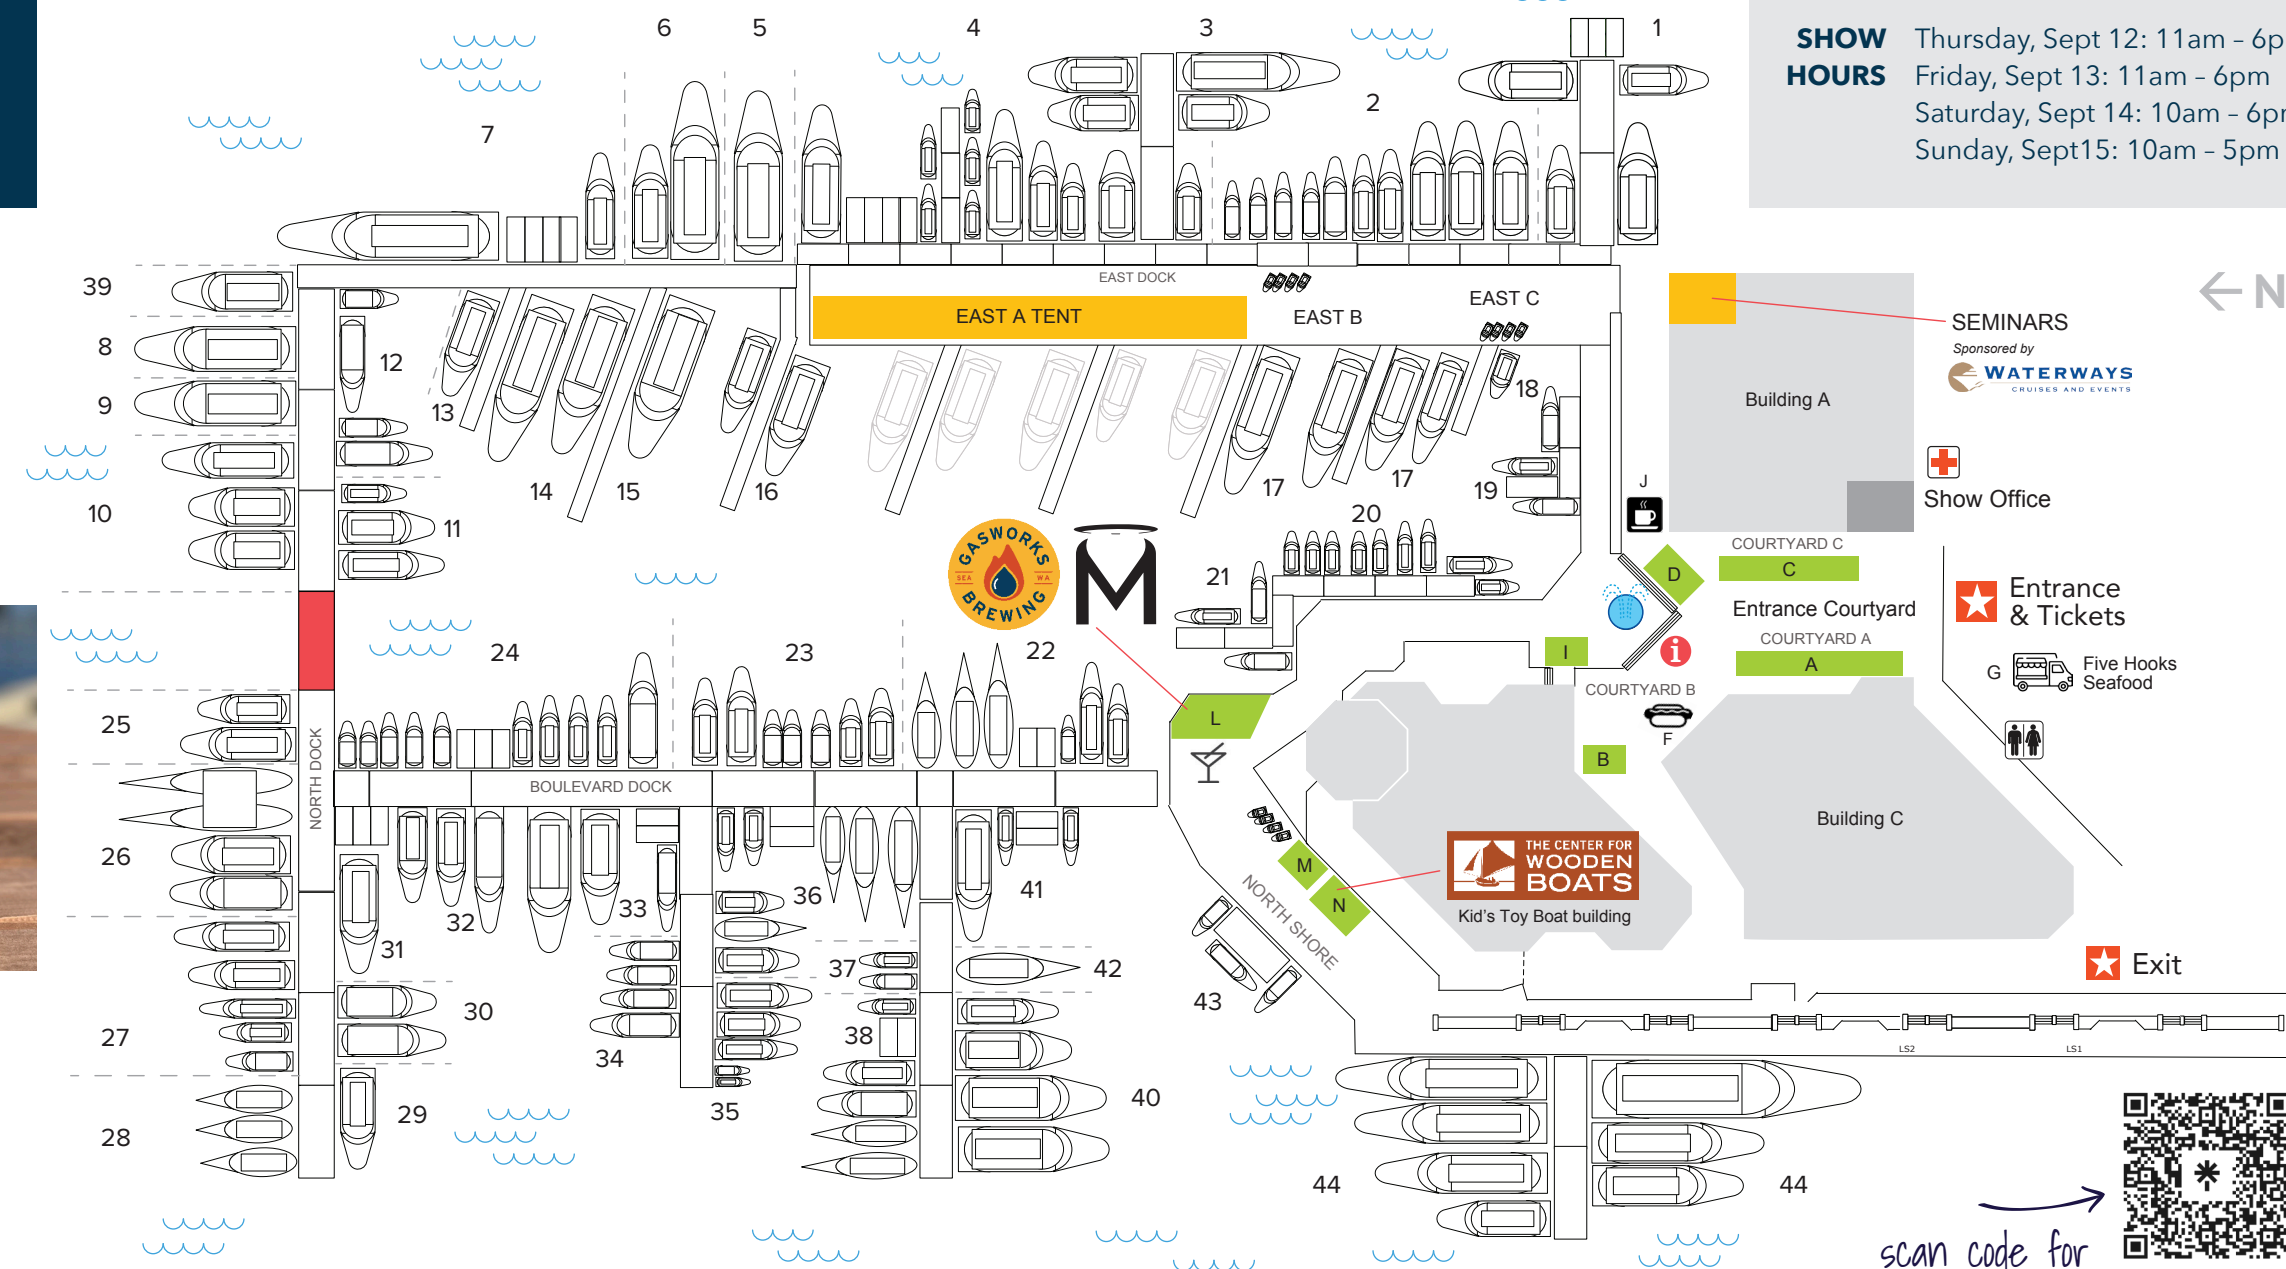 6
5
4
3
1
SHOW
HOURS
Thursday, Sept 12: 11am – 6p
Friday, Sept 13: 11am – 6pm
Saturday, Sept 14: 10am – 6pm
Sunday, Sept15: 10am – 5pm
2
7
EAST DOCK
EAST A TENT
EAST B
EAST C
N
39
8
9
10
12
13
14
15
16
17
17
18
19
11
SEMINARS
Sponsored by
WATERWAYS
CRUISES AND EVENTS
Building A
J
Show Office
20
21
GASWORKS
SEA
WA
BREWING
M
COURTYARD C
C
D
Entrance Courtyard
COURTYARD A
A
Entrance
& Tickets
G
Five Hooks
Seafood
I
i
COURTYARD B
F
B
L
24
23
22
25
NORTH DOCK
BOULEVARD DOCK
26
27
28
31
32
33
36
41
37
42
30
38
34
35
29
40
M
N
NORTH SHORE
43
THE CENTER FOR
WOODEN
BOATS
Kid's Toy Boat building
Building C
Exit
LS2
LS1
44
44
scan code for